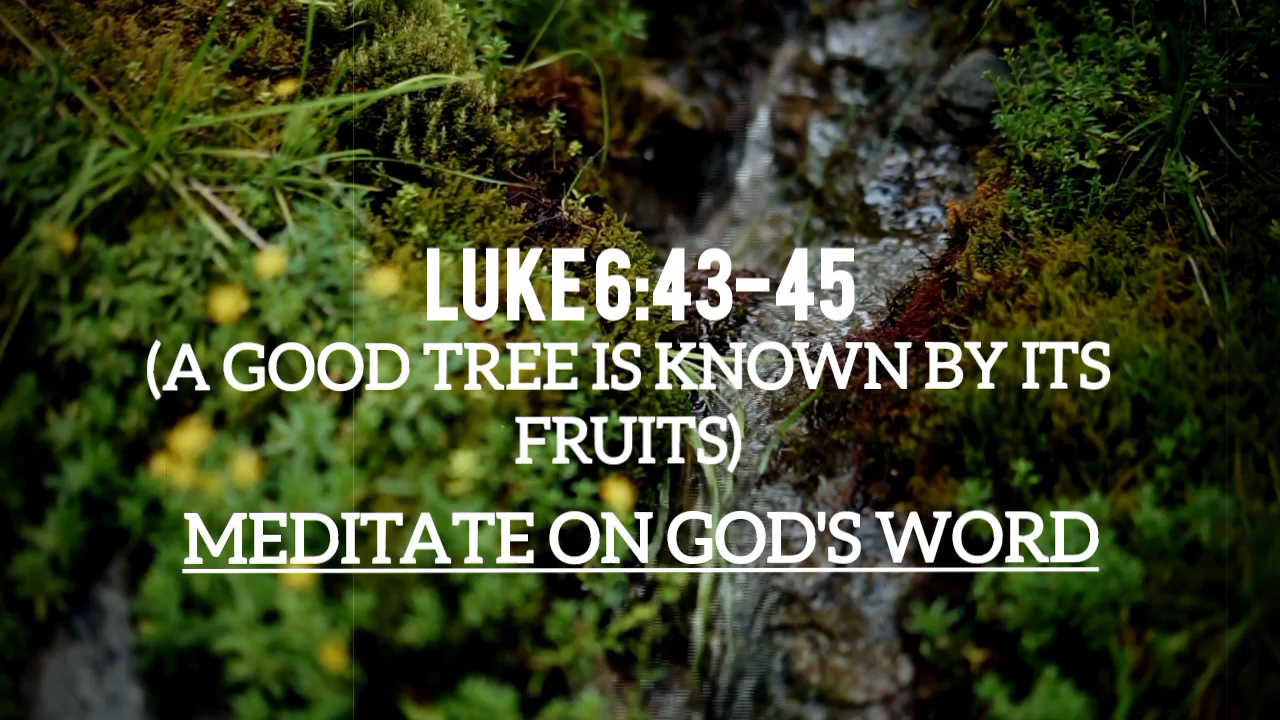 LUKE 6:43-45
(A GOOD TREE IS KNOWN BY ITS
FRUITS)
MEDITATE ON GOD'S WORD